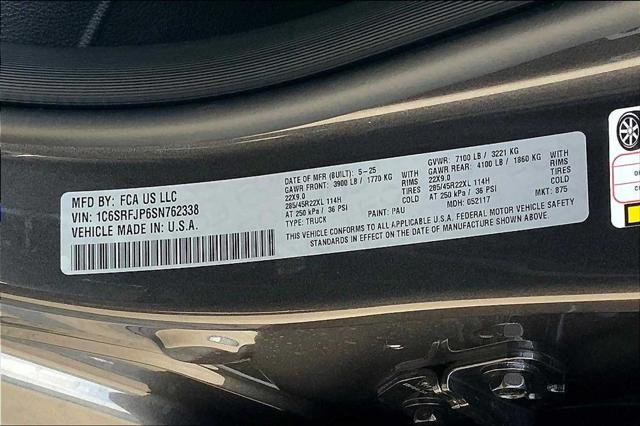 MFD BY: FCA US LLC
VIN: 1C6SRFJP6SN762338
VEHICLE MADE IN: U.S.A.
DATE OF MFR (BUILT): 5-25
GAWR FRONT: 3900 LB / 1770 KG WITH
22X9.0 RIMS
285/45R22XL 114H TIRES
AT 250 kPa / 36 PSI COLD
TYPE: TRUCK PAINT: PAU
GVWR: 7100 LB / 3221 KG
GAWR REAR: 4100 LB / 1860 KG WITH
22X9.0 RIMS
285/45R22XL 114H TIRES
AT 250 kPa / 36 PSI COLD
MDH: 052117 MKT: 875
THIS VEHICLE CONFORMS TO ALL APPLICABLE U.S.A. FEDERAL MOTOR VEHICLE SAFETY
STANDARDS IN EFFECT ON THE DATE OF MANUFACTURE SHOWN ABOVE.